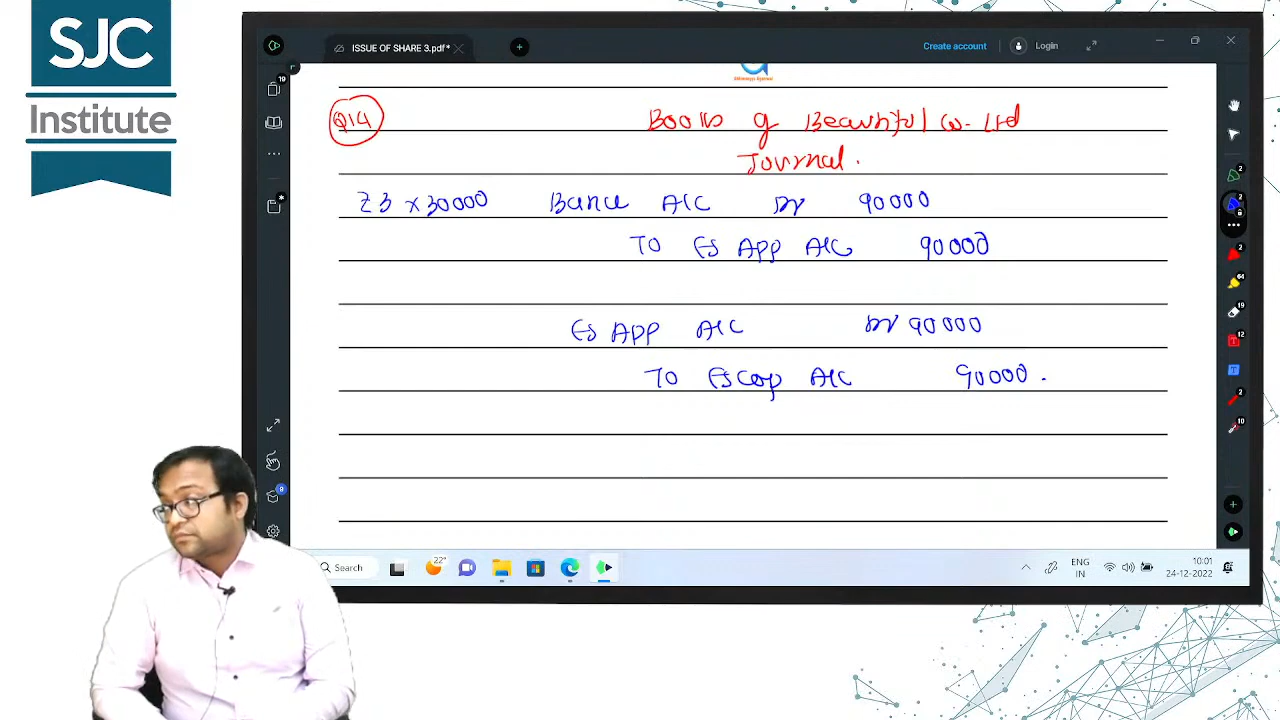 SJC
Institute
ISSUE OF SHARE 3.pdf*
Create account
Login
Q14
Books of Beautiful Co. Ltd
Journal.
₹3 x 30000 Bank A/C Dr 90000
To ES APP A/C 90000
ES APP A/C Dr 90000
To ES Cap A/C 90000.
Search
22°
ENG
IN
10:01
24-12-2022